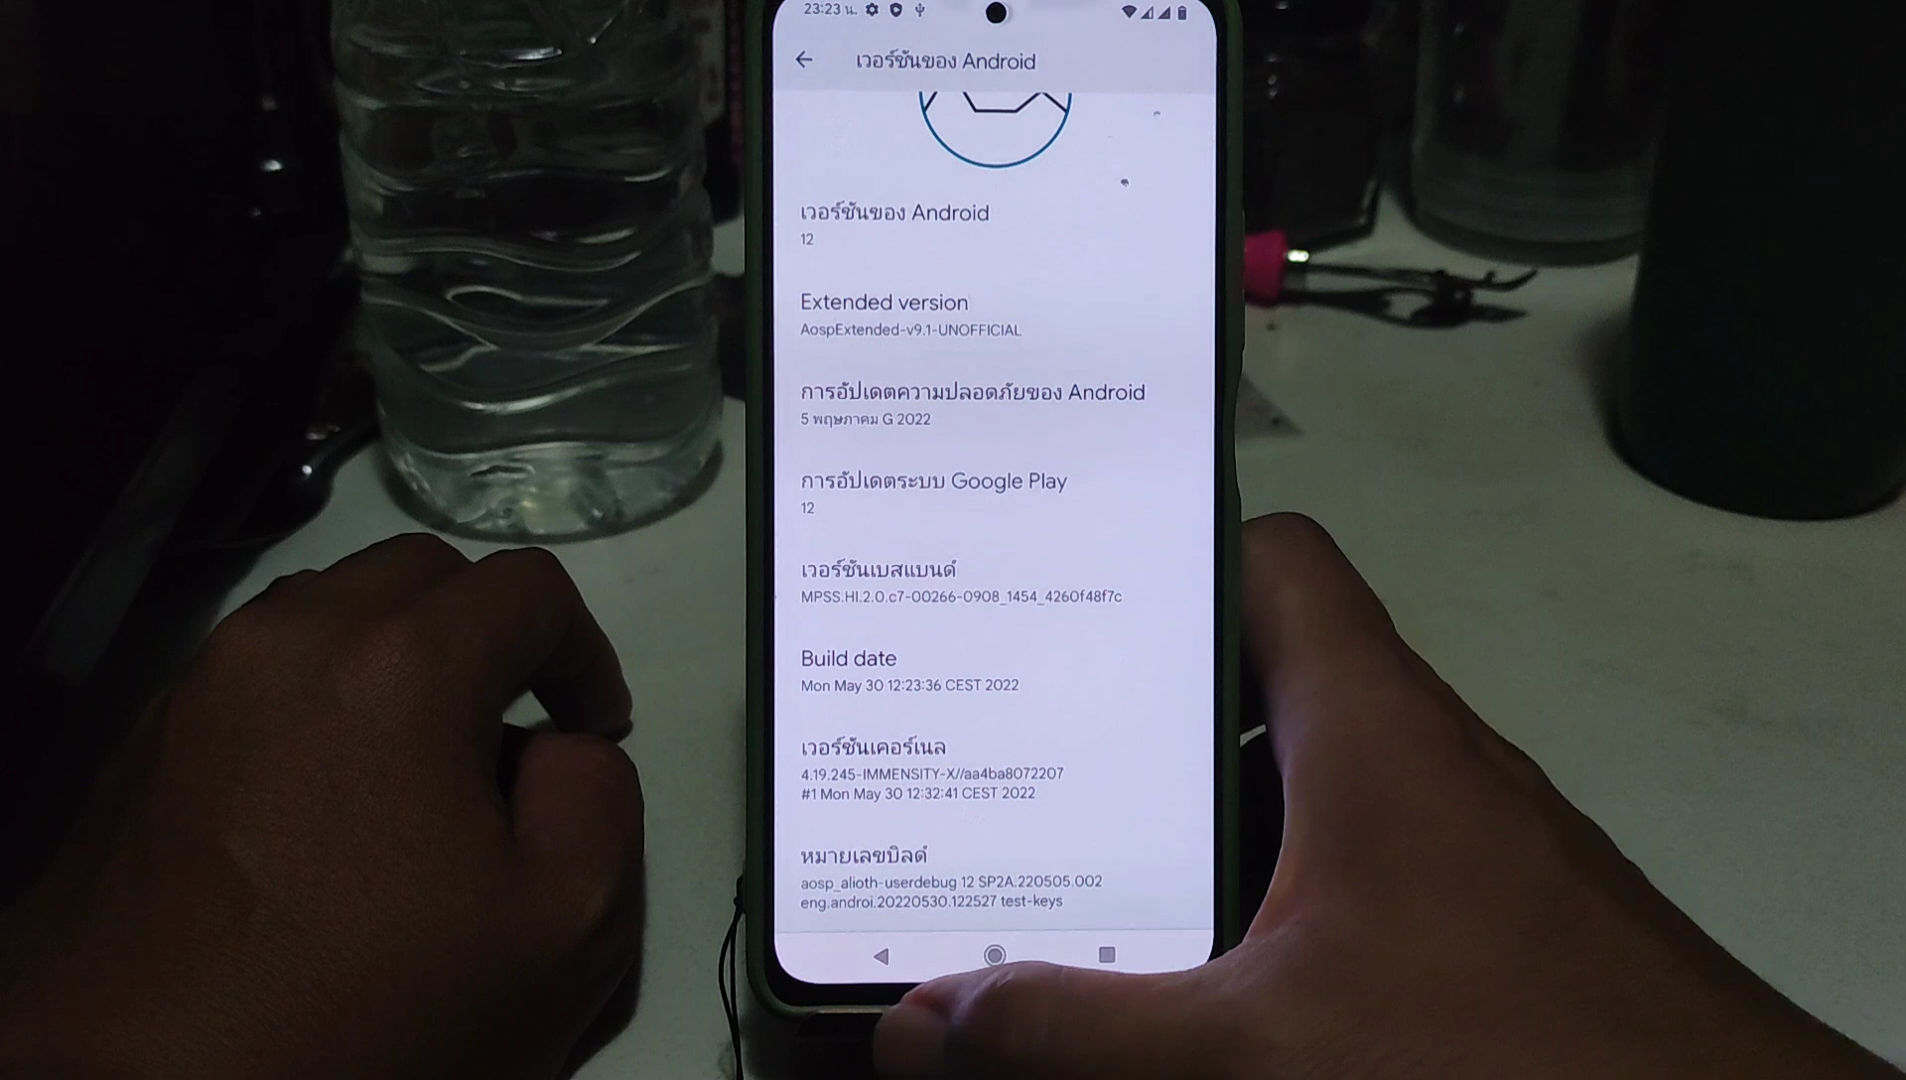 23:23 น.
เวอร์ชันของ Android
เวอร์ชันของ Android
12
Extended version
AospExtended-v9.1-UNOFFICIAL
การอัปเดตความปลอดภัยของ Android
5 พฤษภาคม G 2022
การอัปเดตระบบ Google Play
12
เวอร์ชันเบสแบนด์
MPSS.HI.2.0.c7-00266-0908_1454_4260f48f7c
Build date
Mon May 30 12:23:36 CEST 2022
เวอร์ชันเคอร์เนล
4.19.245-IMMENSITY-X//aa4ba8072207
#1 Mon May 30 12:32:41 CEST 2022
หมายเลขบิลด์
aosp_alioth-userdebug 12 SP2A.220505.002
eng.androi.20220530.122527 test-keys